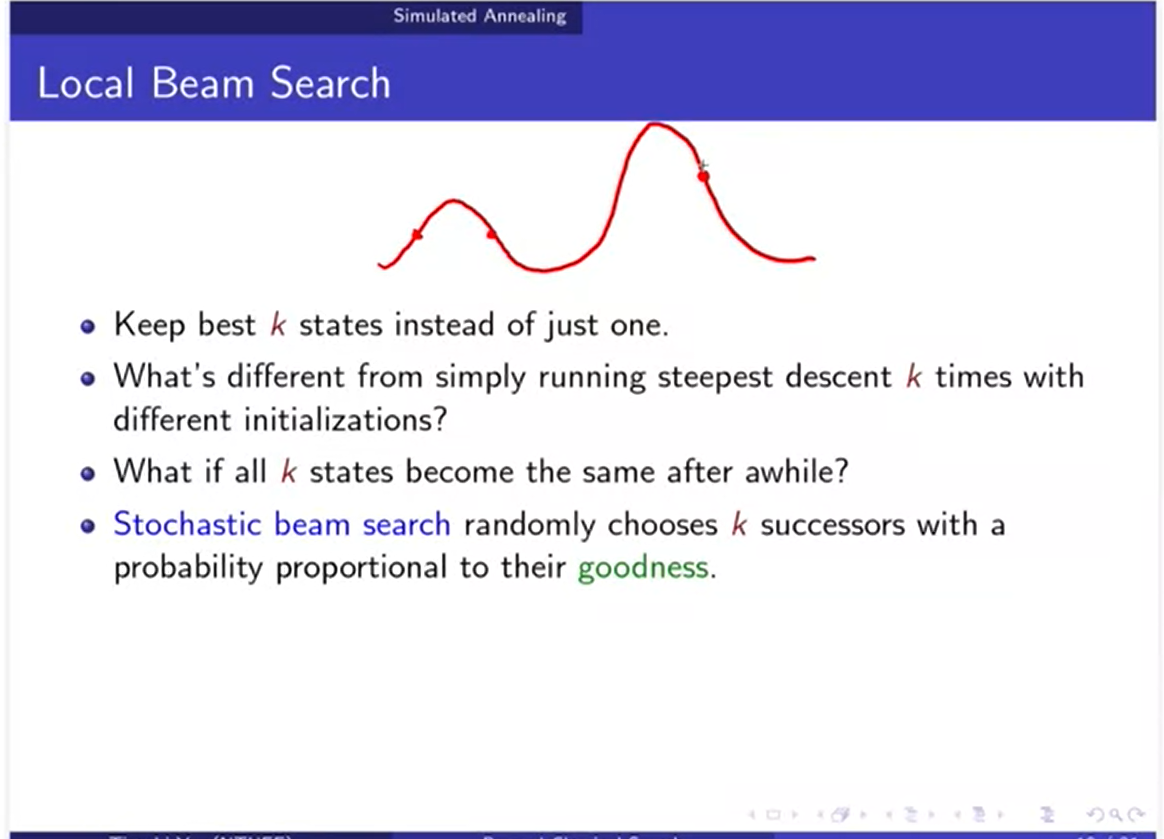 Simulated Annealing
Local Beam Search
Keep best k states instead of just one.
What's different from simply running steepest descent k times with
different initializations?
What if all k states become the same after awhile?
Stochastic beam search randomly chooses k successors with a
probability proportional to their goodness.